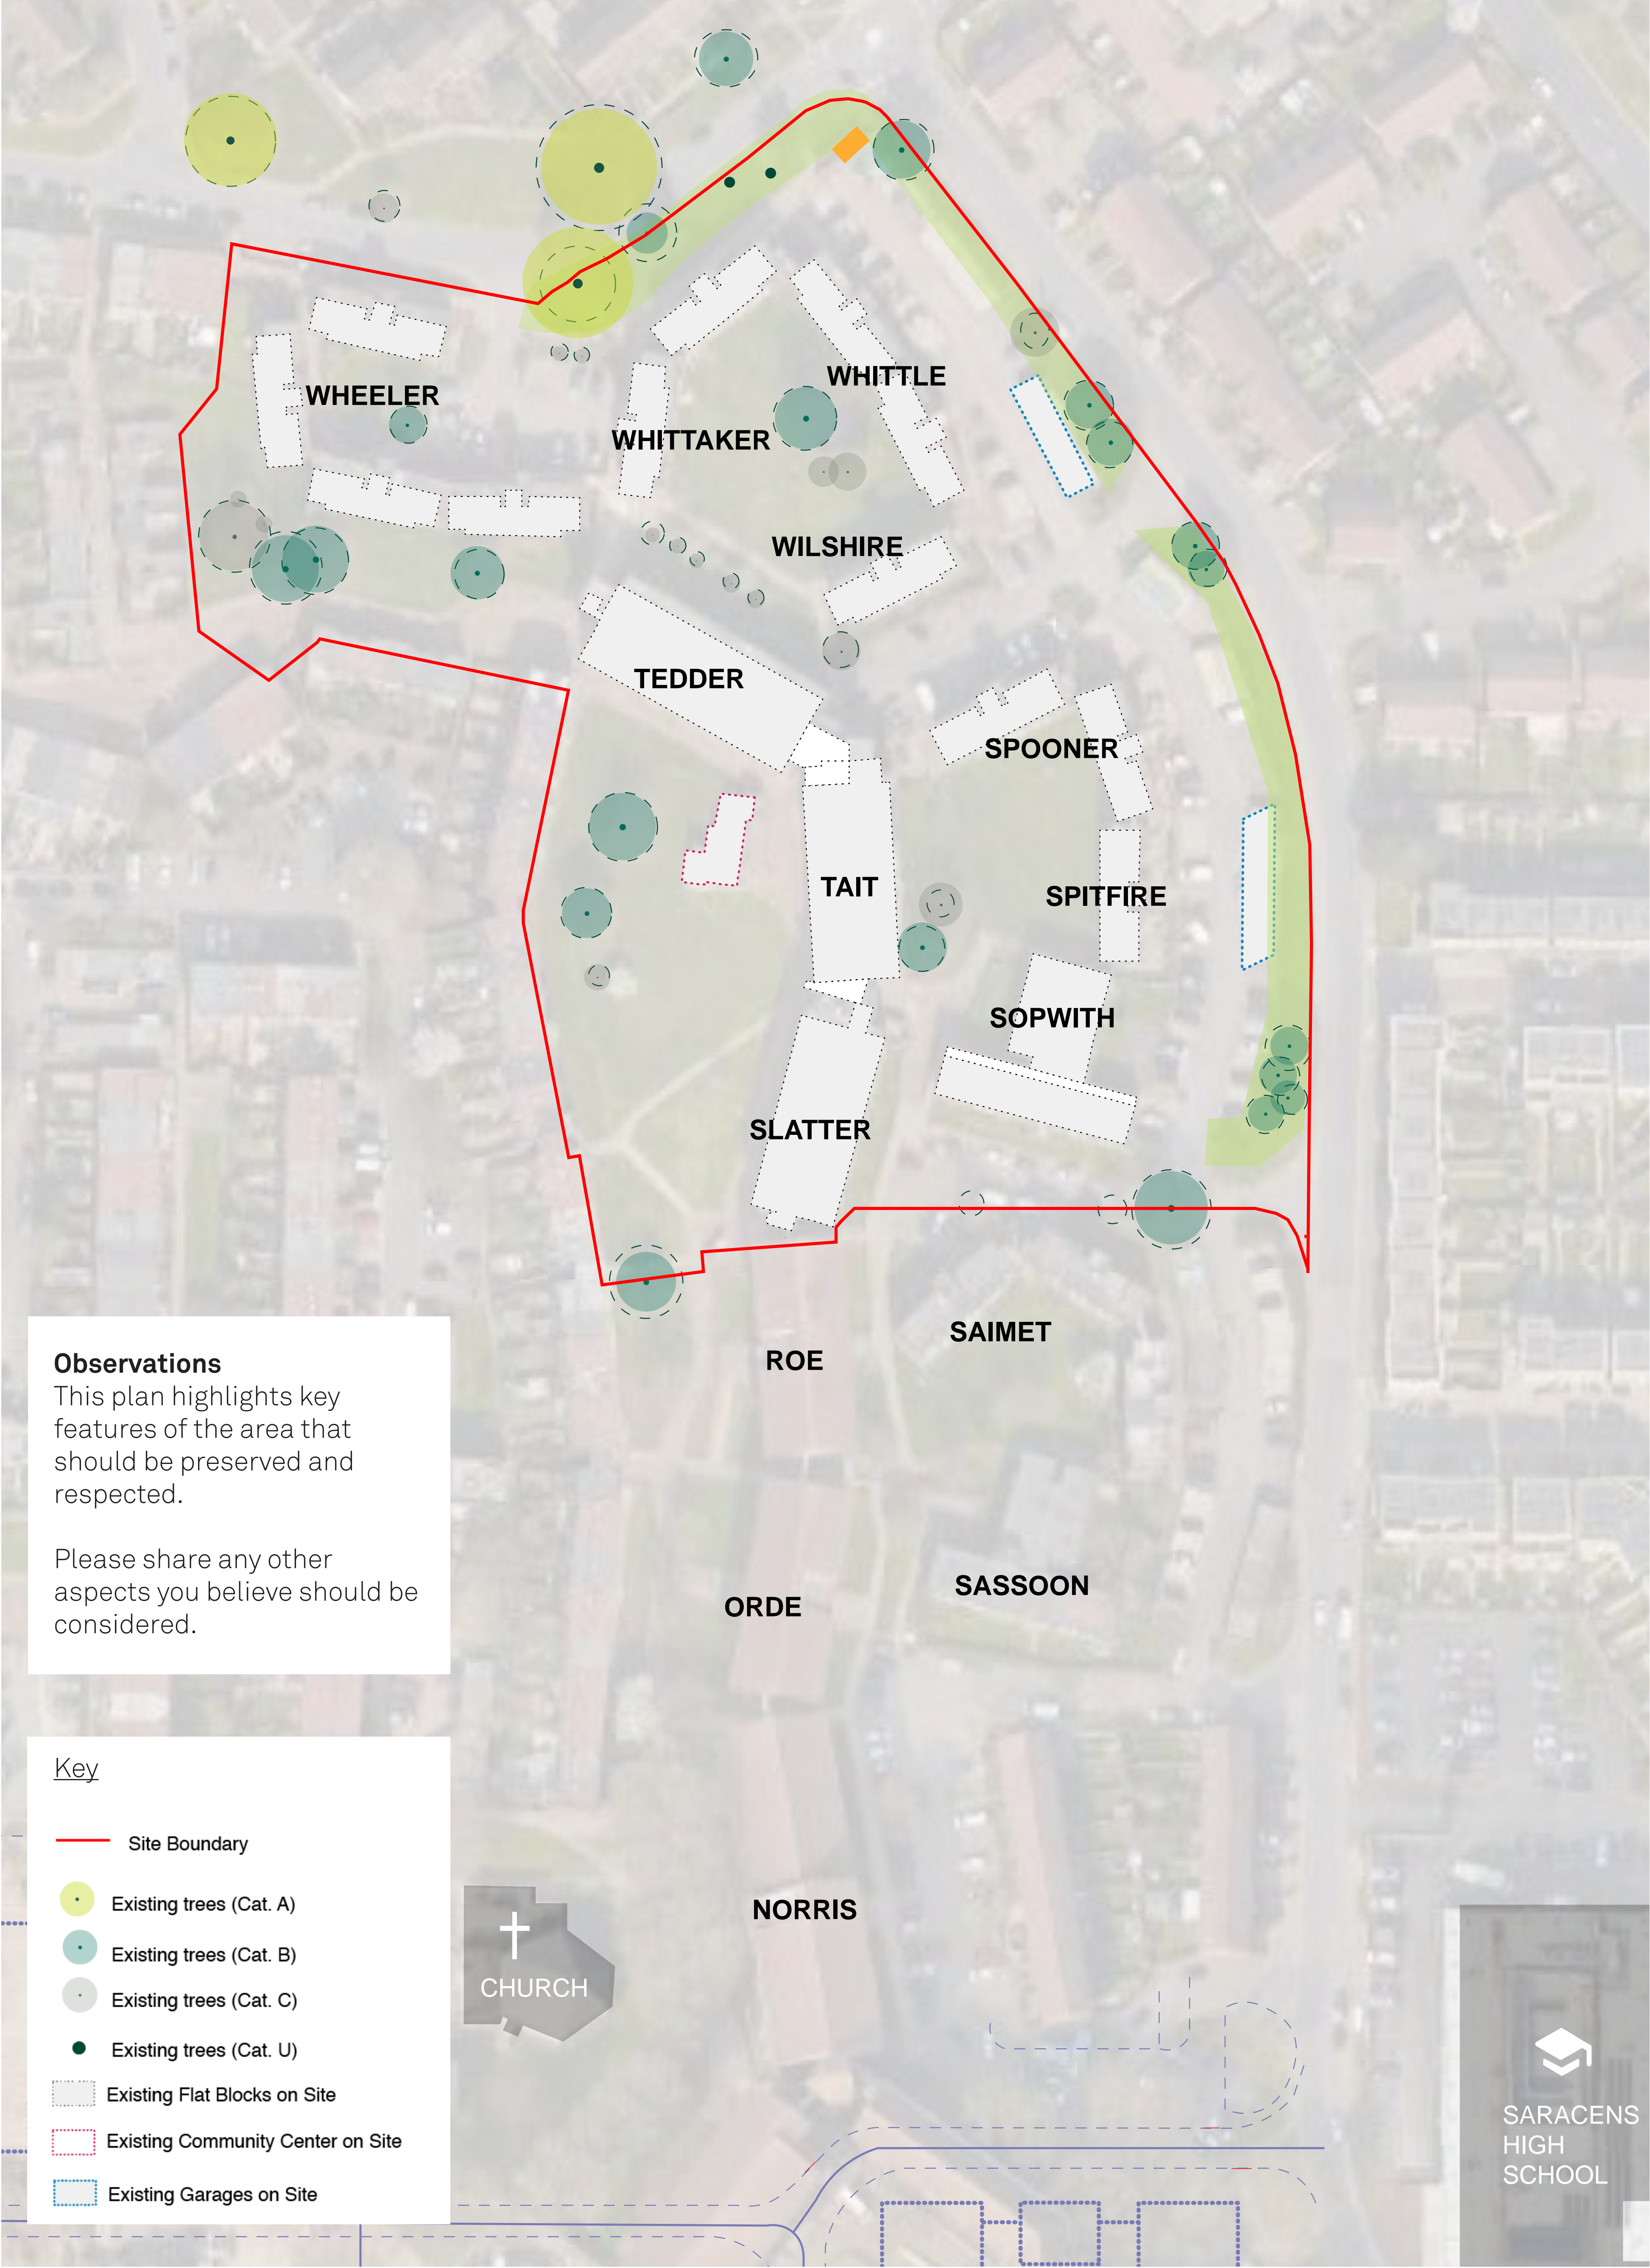 WHITTLE
WHEELER
WHITTAKER
WILSHIRE
TEDDER
SPOONER
TAIT
SPITFIRE
SOPWITH
SLATTER
SAIMET
ROE
SASSOON
ORDE
NORRIS
Observations
This plan highlights key
features of the area that
should be preserved and
respected.
Please share any other
aspects you believe should be
considered.
Key
Site Boundary
Existing trees (Cat. A)
Existing trees (Cat. B)
Existing trees (Cat. C)
Existing trees (Cat. U)
Existing Flat Blocks on Site
Existing Community Center on Site
Existing Garages on Site
CHURCH
SARACENS
HIGH
SCHOOL